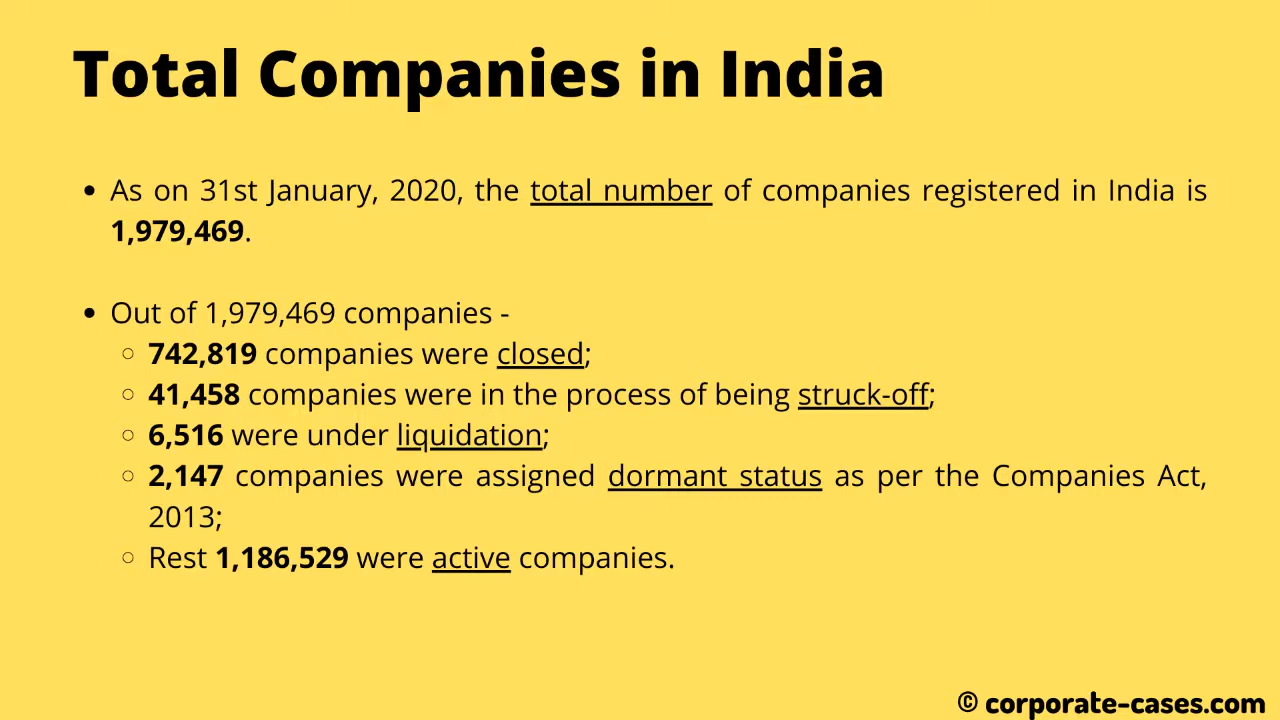 Total Companies in India
• As on 31st January, 2020, the total number of companies registered in India is
1,979,469.
• Out of 1,979,469 companies -
○ 742,819 companies were closed;
○ 41,458 companies were in the process of being struck-off;
○ 6,516 were under liquidation;
○ 2,147 companies were assigned dormant status as per the Companies Act,
2013;
○ Rest 1,186,529 were active companies.
© corporate-cases.com